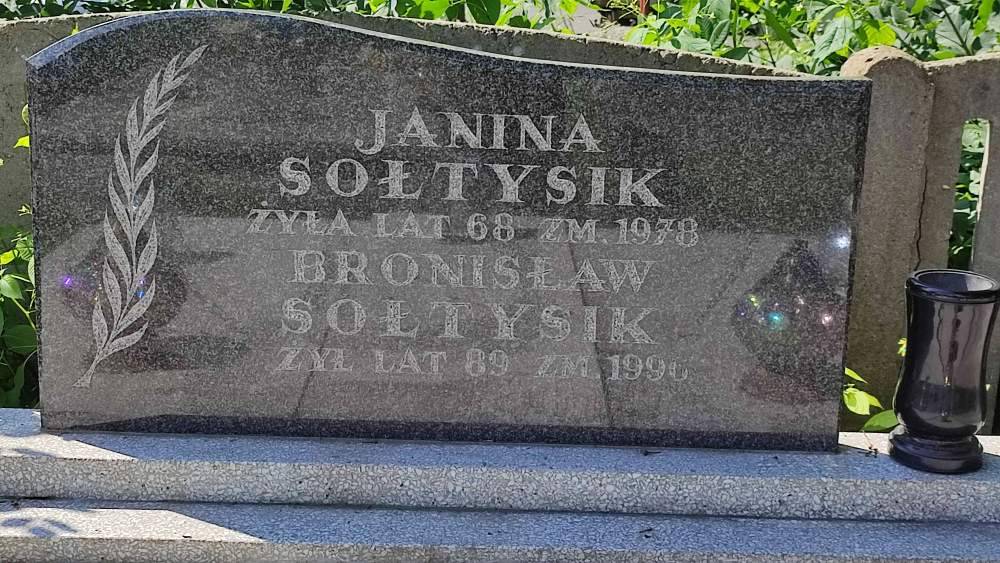 JANINA
SOŁTYSIK
ŻYŁA LAT 68 ZM. 1978
BRONISŁAW
SOŁTYSIK
ŻYŁ LAT 89 ZM. 1996